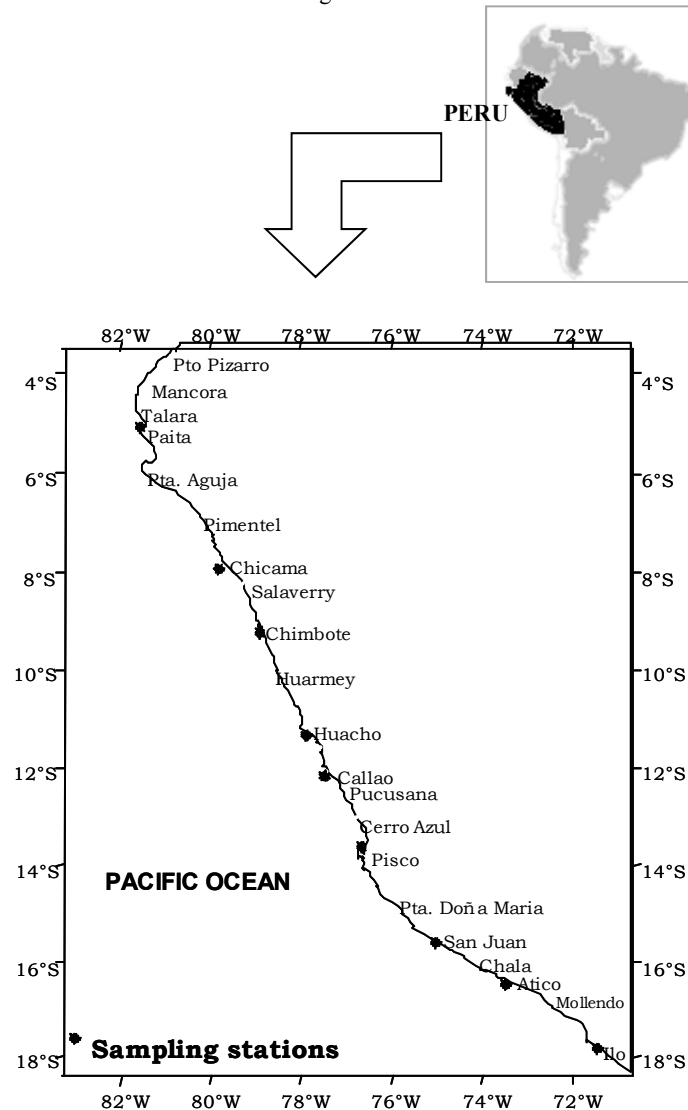 PERU
82°W 80°W 78°W 76°W 74°W 72°W
Pto Pizarro
4°S 4°S
Mancora
Talara
Paita
6°S 6°S
Pta. Aguja
Pimentel
Chicama
8°S 8°S
Salaverry
Chimbote
10°S 10°S
Huarmey
Huacho
12°S 12°S
Callao
Pucusana
Cerro Azul
14°S 14°S
Pisco
PACIFIC OCEAN
Pta. Doña Maria
San Juan
16°S 16°S
Chala
Atico
Mollendo
Sampling stations
Ilo
18°S 18°S
82°W 80°W 78°W 76°W 74°W 72°W